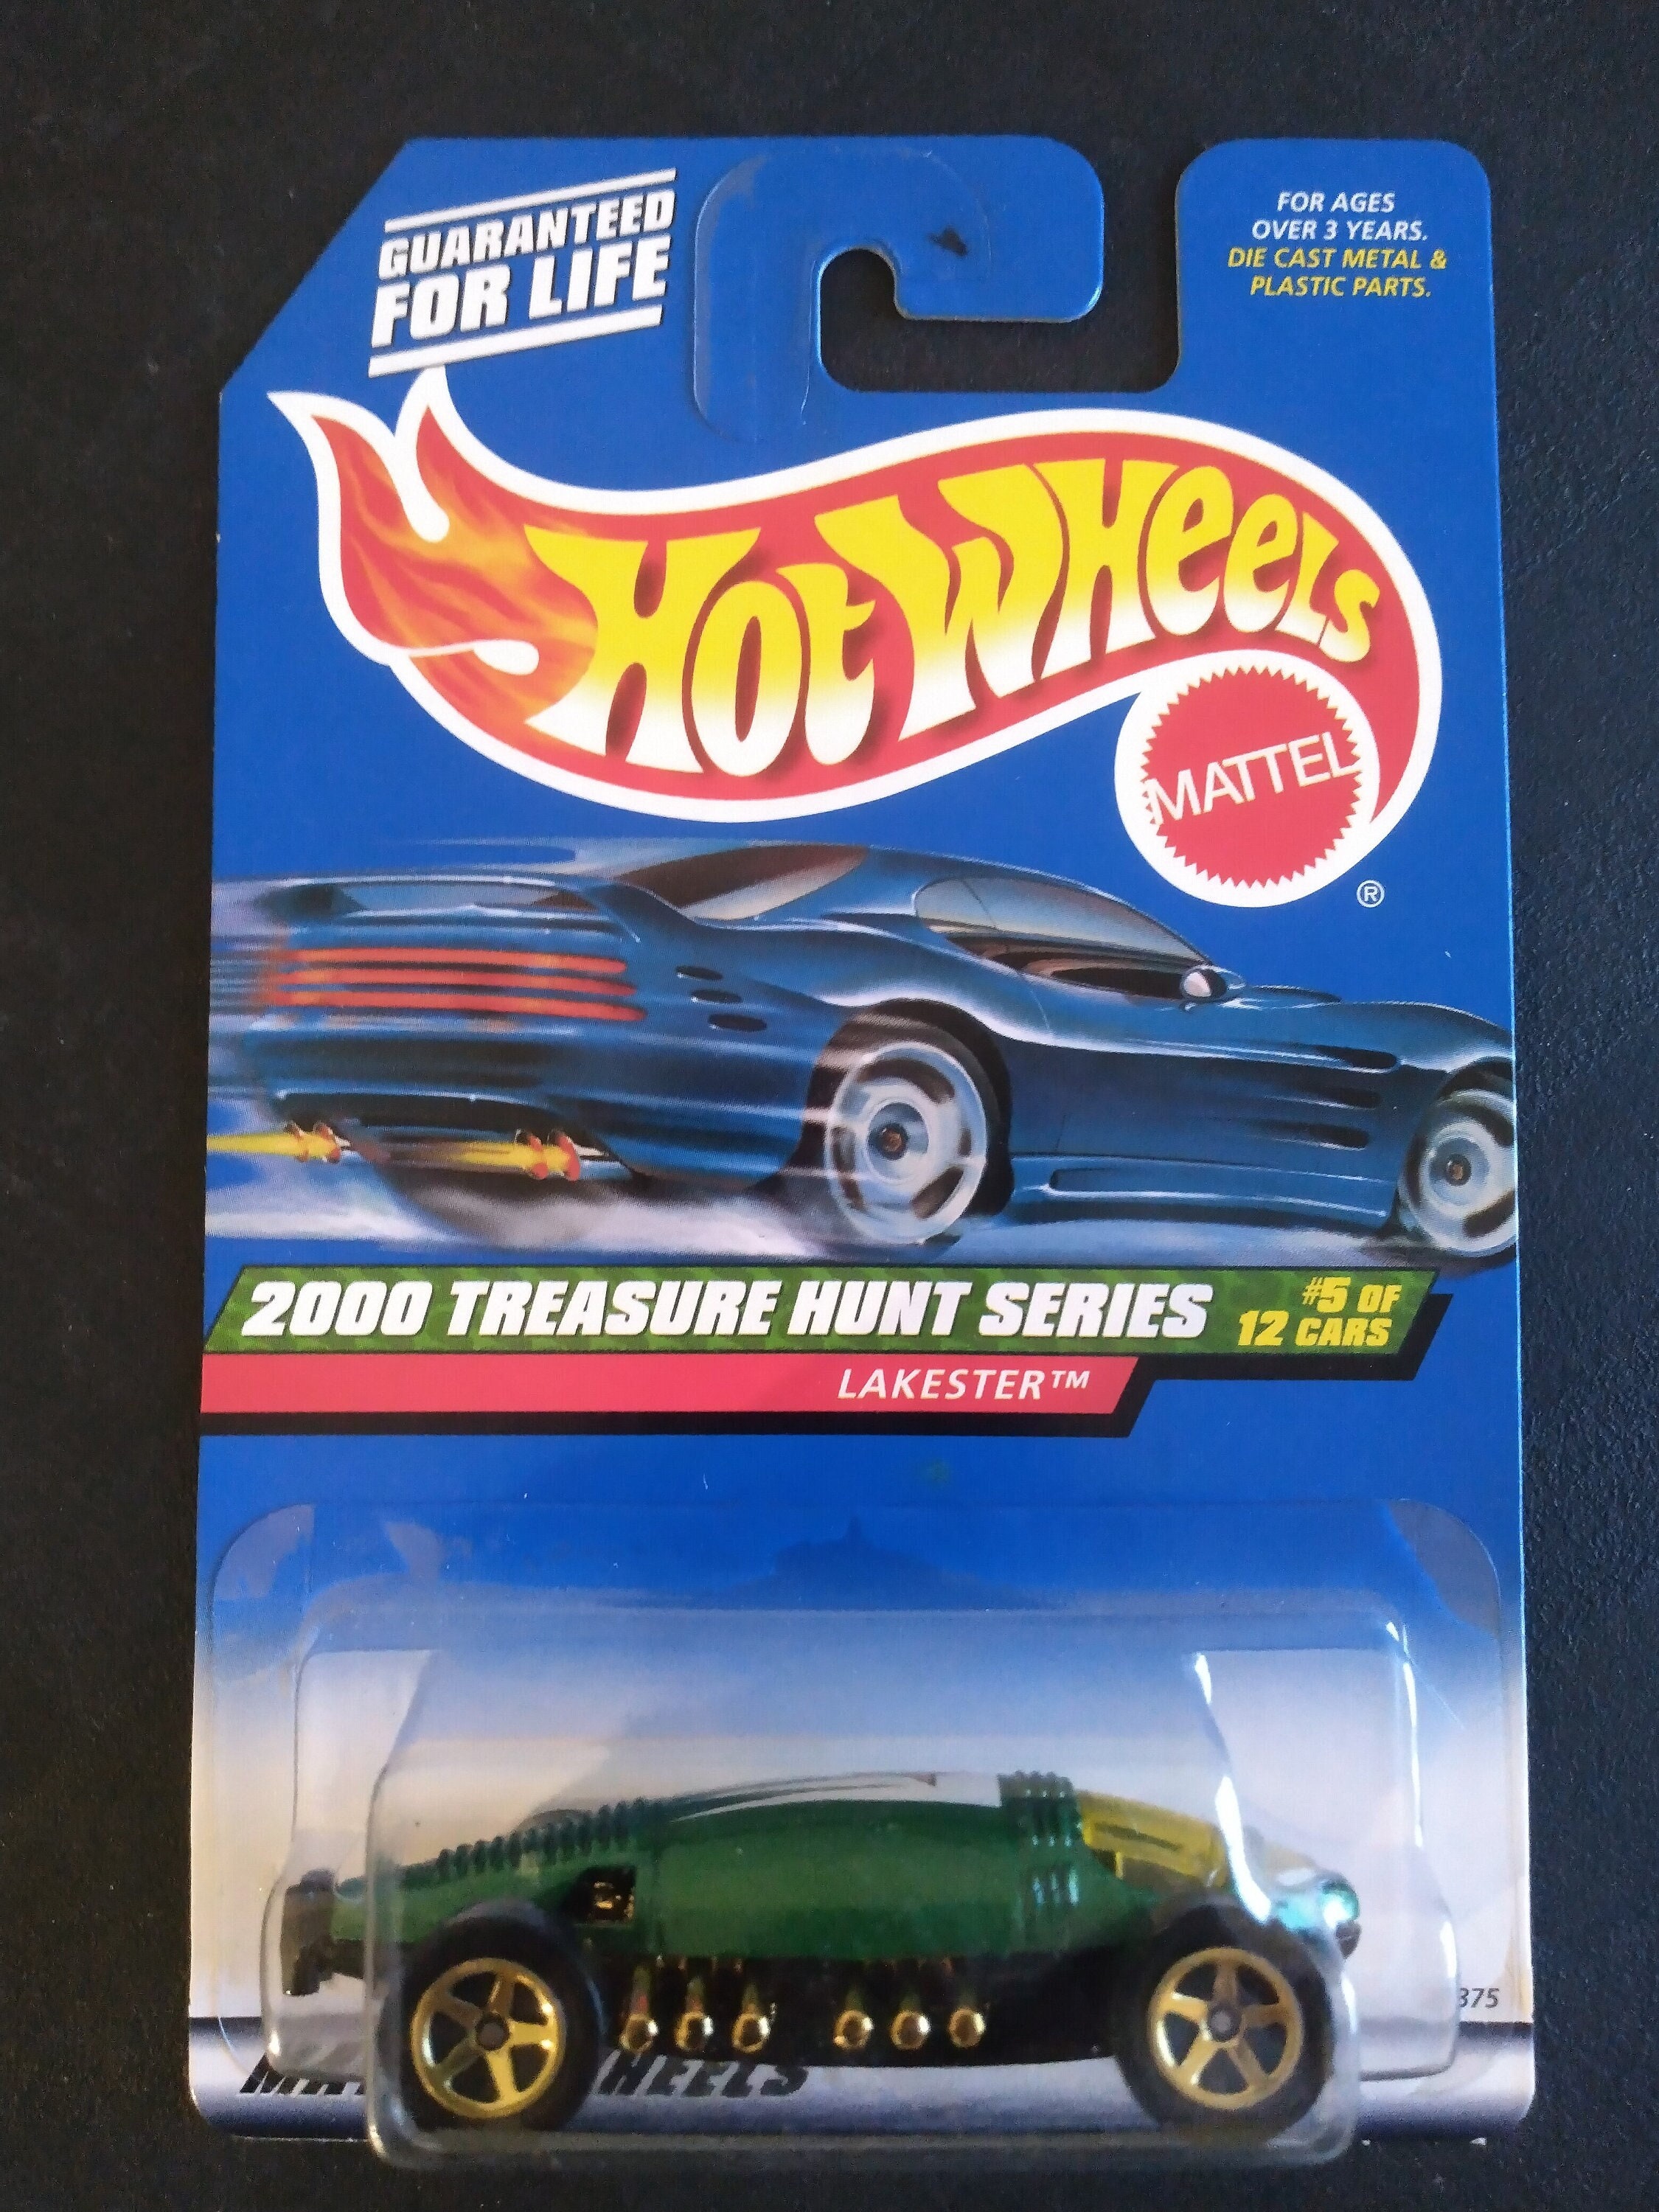 GUARANTEED
FOR LIFE
FOR AGES
OVER 3 YEARS.
DIE CAST METAL &
PLASTIC PARTS.
HOT WHEELS
MATTEL
®
2000 TREASURE HUNT SERIES
#5 OF
12 CARS
LAKESTER™